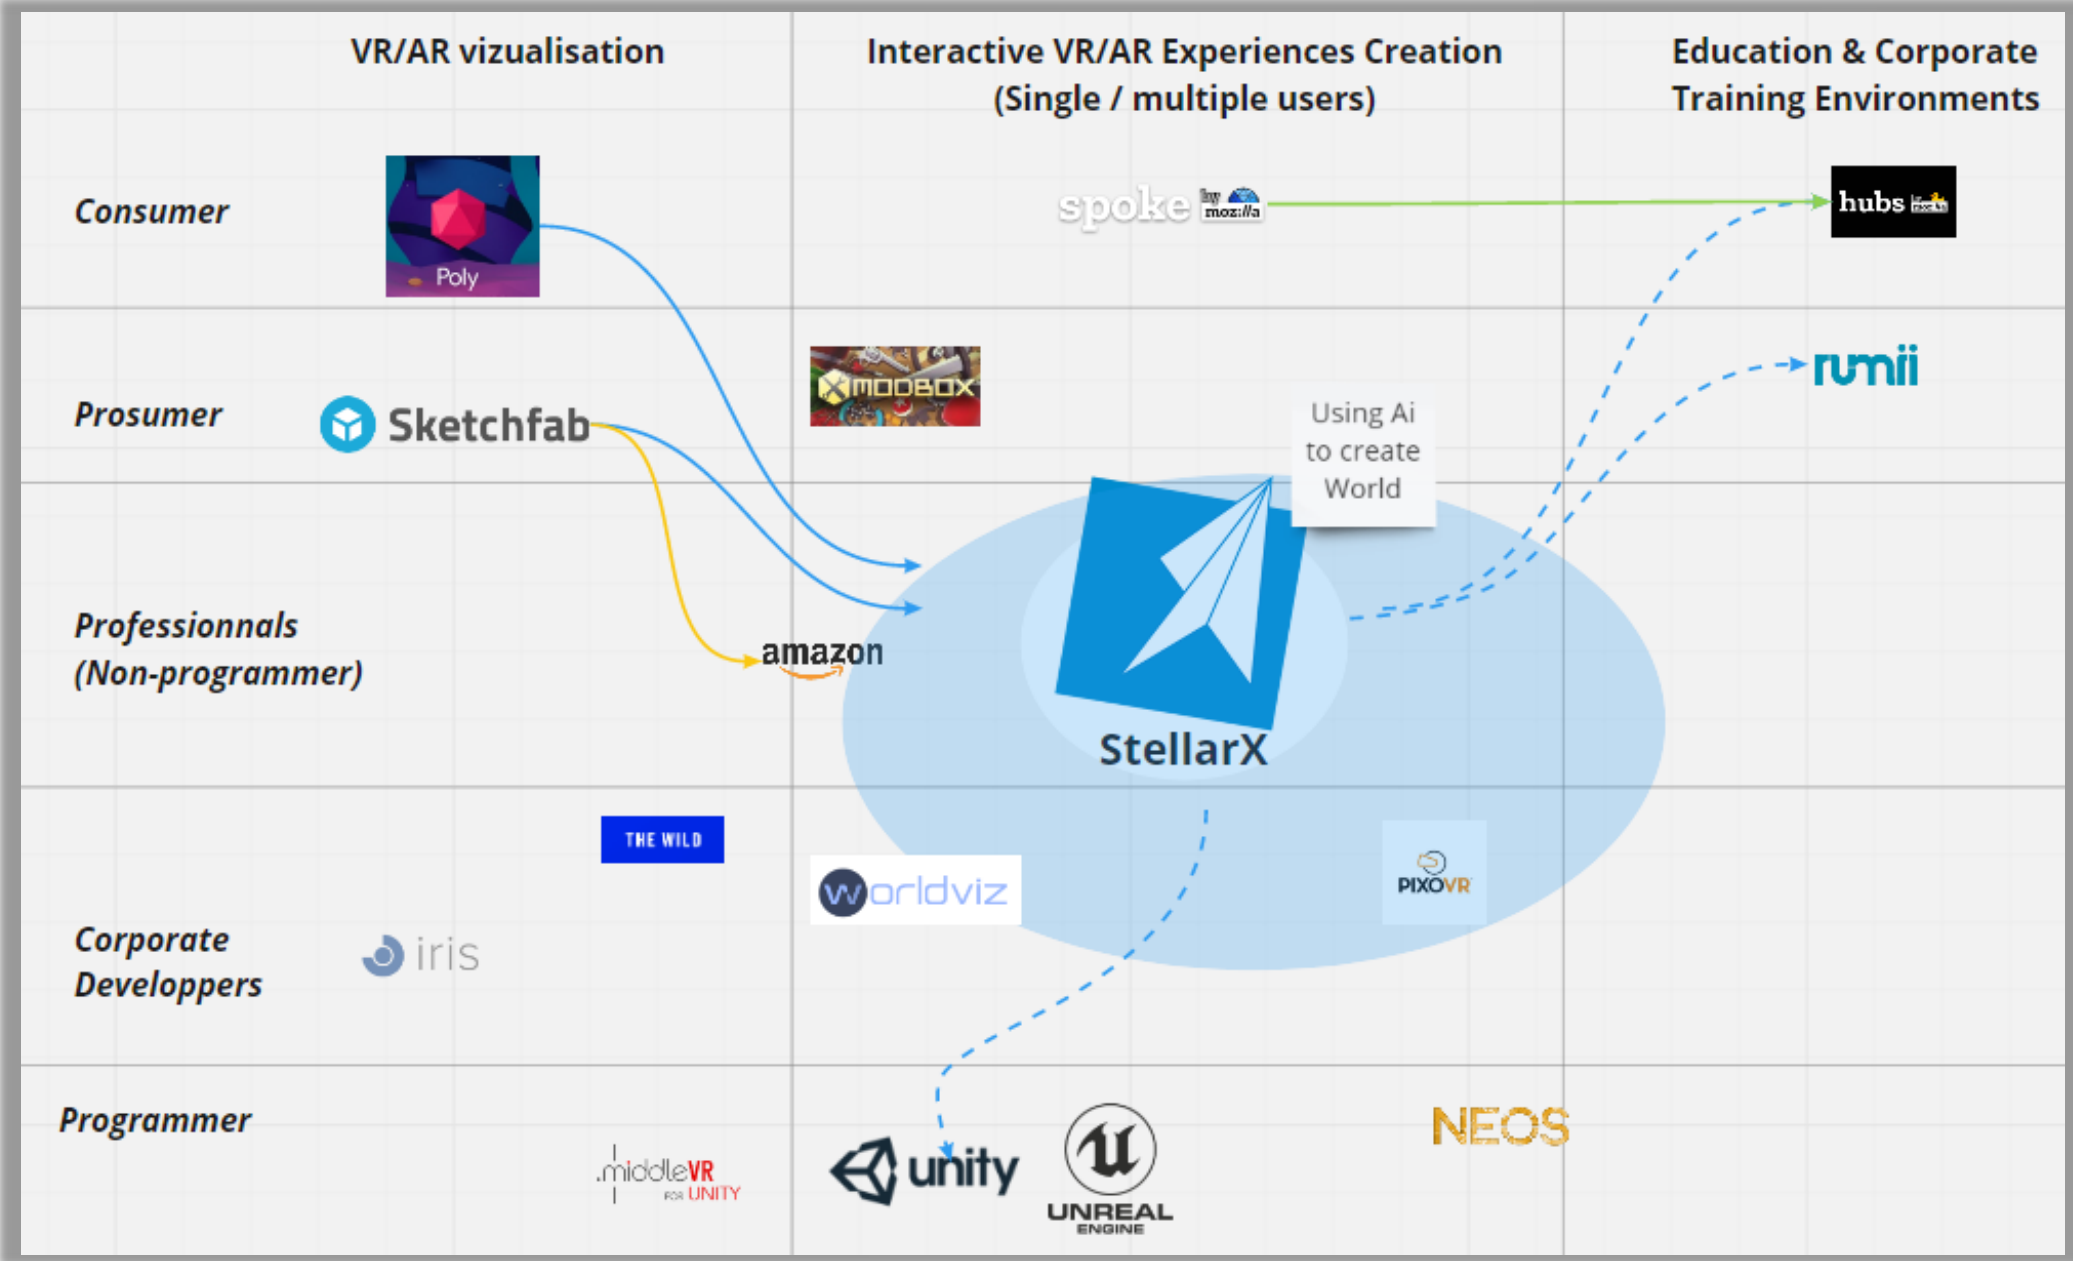 VR/AR vizualisation
Interactive VR/AR Experiences Creation
(Single / multiple users)
Education & Corporate
Training Environments
Consumer
Poly
spoke by
moz://a
hubs
Prosumer
Sketchfab
MODBOX
rumii
Using Ai
to create
World
Professionnals
(Non-programmer)
amazon
StellarX
Corporate
Developpers
THE WILD
iris
worldviz
PIXOVR
Programmer
.middleVR
FOR UNITY
unity
UNREAL
ENGINE
NEOS